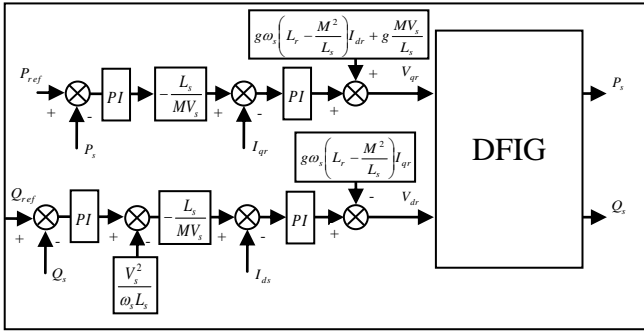 gω_s(L_r - M²/L_s)I_dr + g MV_s/L_s
P_ref + - PI -L_s/MV_s + - PI + + V_qr
P_s I_qr
DFIG
P_s
gω_s(L_r - M²/L_s)I_qr
Q_ref + - PI + - -L_s/MV_s + - PI + - V_dr
Q_s V_s²/ω_sL_s I_ds
Q_s